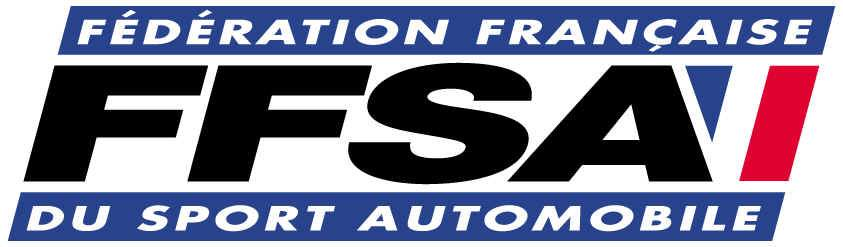 FÉDÉRATION FRANÇAISE
FFSA
DU SPORT AUTOMOBILE